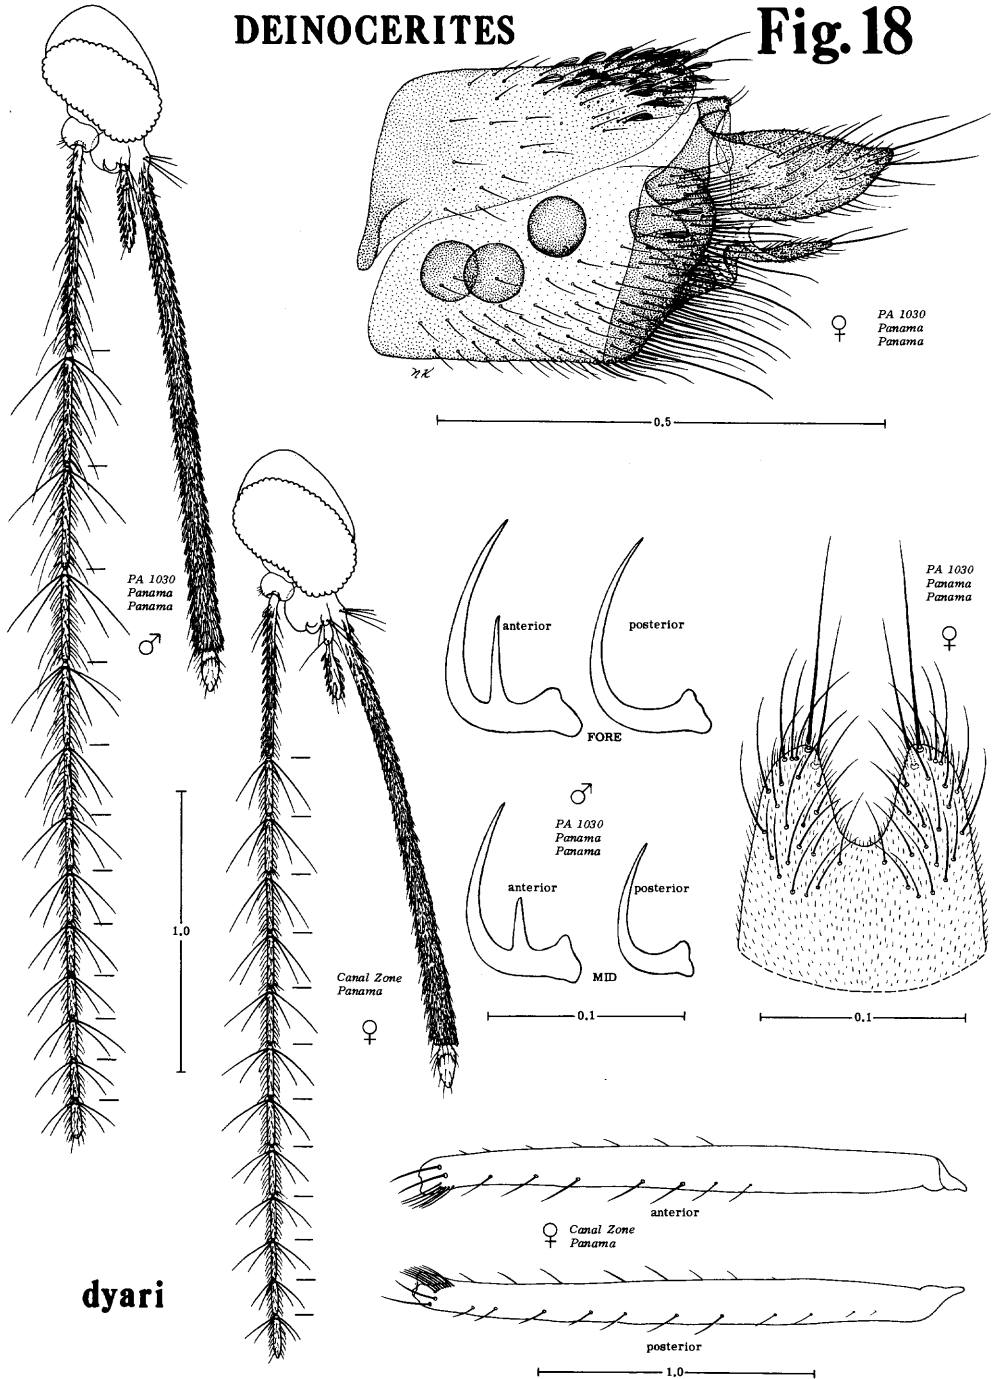 DEINOCERITES
Fig. 18
PA 1030
Panama
Panama
♀
nk
0.5
PA 1030
Panama
Panama
♂
anterior
posterior
FORE
PA 1030
Panama
Panama
♀
♂
PA 1030
Panama
Panama
anterior
posterior
MID
0.1
0.1
1.0
Canal Zone
Panama
♀
anterior
♀
Canal Zone
Panama
dyari
posterior
1.0